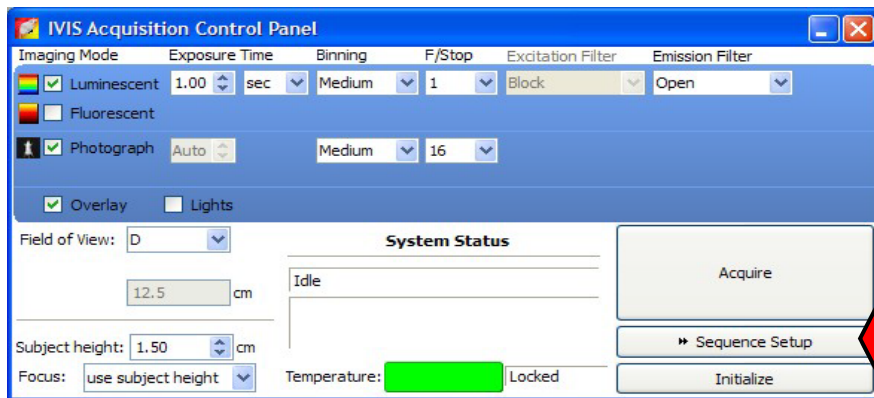 IVIS Acquisition Control Panel
Imaging Mode Exposure Time Binning F/Stop Excitation Filter Emission Filter
Luminescent 1.00 sec Medium 1 Block Open
Fluorescent
Photograph Auto Medium 16
Overlay Lights
Field of View: D System Status
Idle Acquire
12.5 cm
Subject height: 1.50 cm Sequence Setup
Focus: use subject height Temperature: Locked Initialize